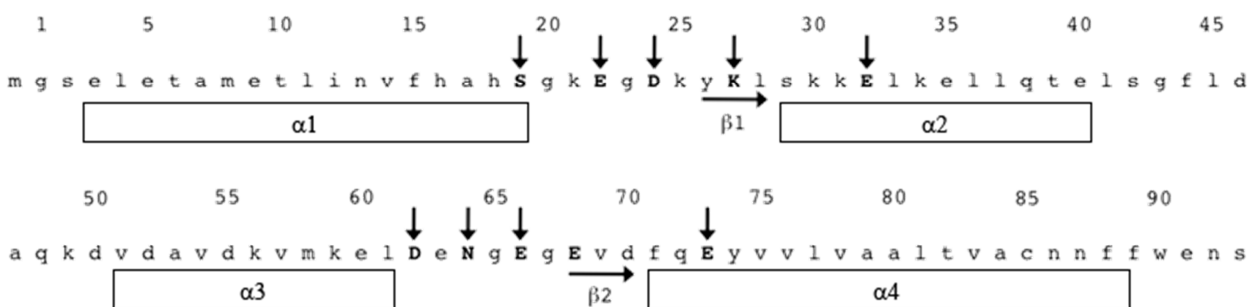 1 5 10 15 20 25 30 35 40 45
m g s e l e t a m e t l i n v f h a h S g k E g D k y K l s k k E l k e l l q t e l s g f l d
α1 β1 α2
50 55 60 65 70 75 80 85 90
a q k d v d a v d k v m k e l D e N g E g E v d f q E y v v l v a a l t v a c n n f f w e n s
α3 β2 α4